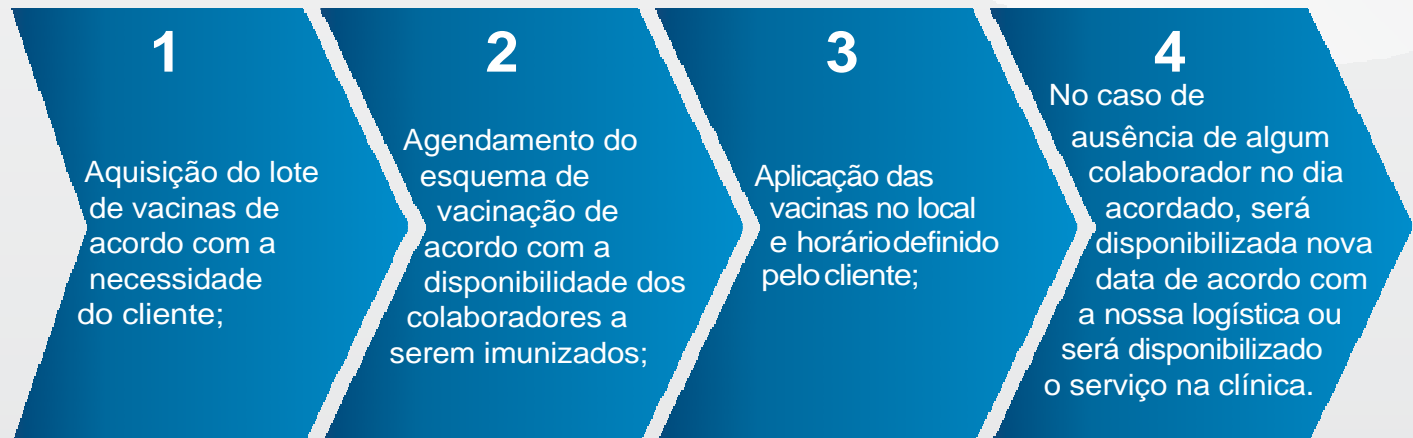 1
Aquisição do lote
de vacinas de
acordo com a
necessidade
do cliente;
2
Agendamento do
esquema de
vacinação de
acordo com a
disponibilidade dos
colaboradores a
serem imunizados;
3
Aplicação das
vacinas no local
e horário definido
pelo cliente;
4
No caso de
ausência de algum
colaborador no dia
acordado, será
disponibilizada nova
data de acordo com
a nossa logística ou
será disponibilizado
o serviço na clínica.